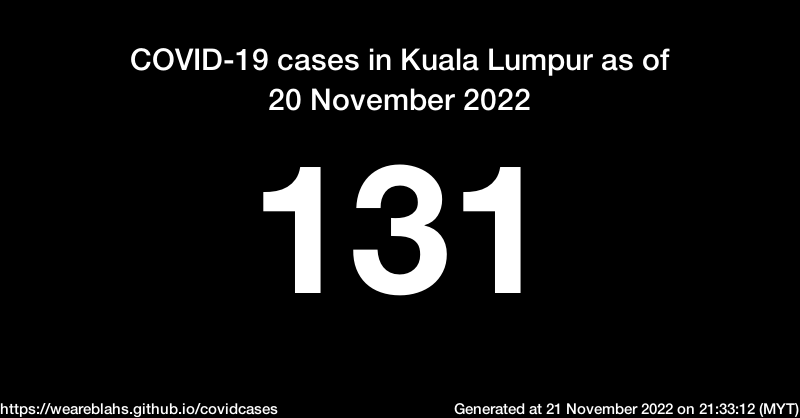 COVID-19 cases in Kuala Lumpur as of
20 November 2022
131
https://weareblahs.github.io/covidcases
Generated at 21 November 2022 on 21:33:12 (MYT)